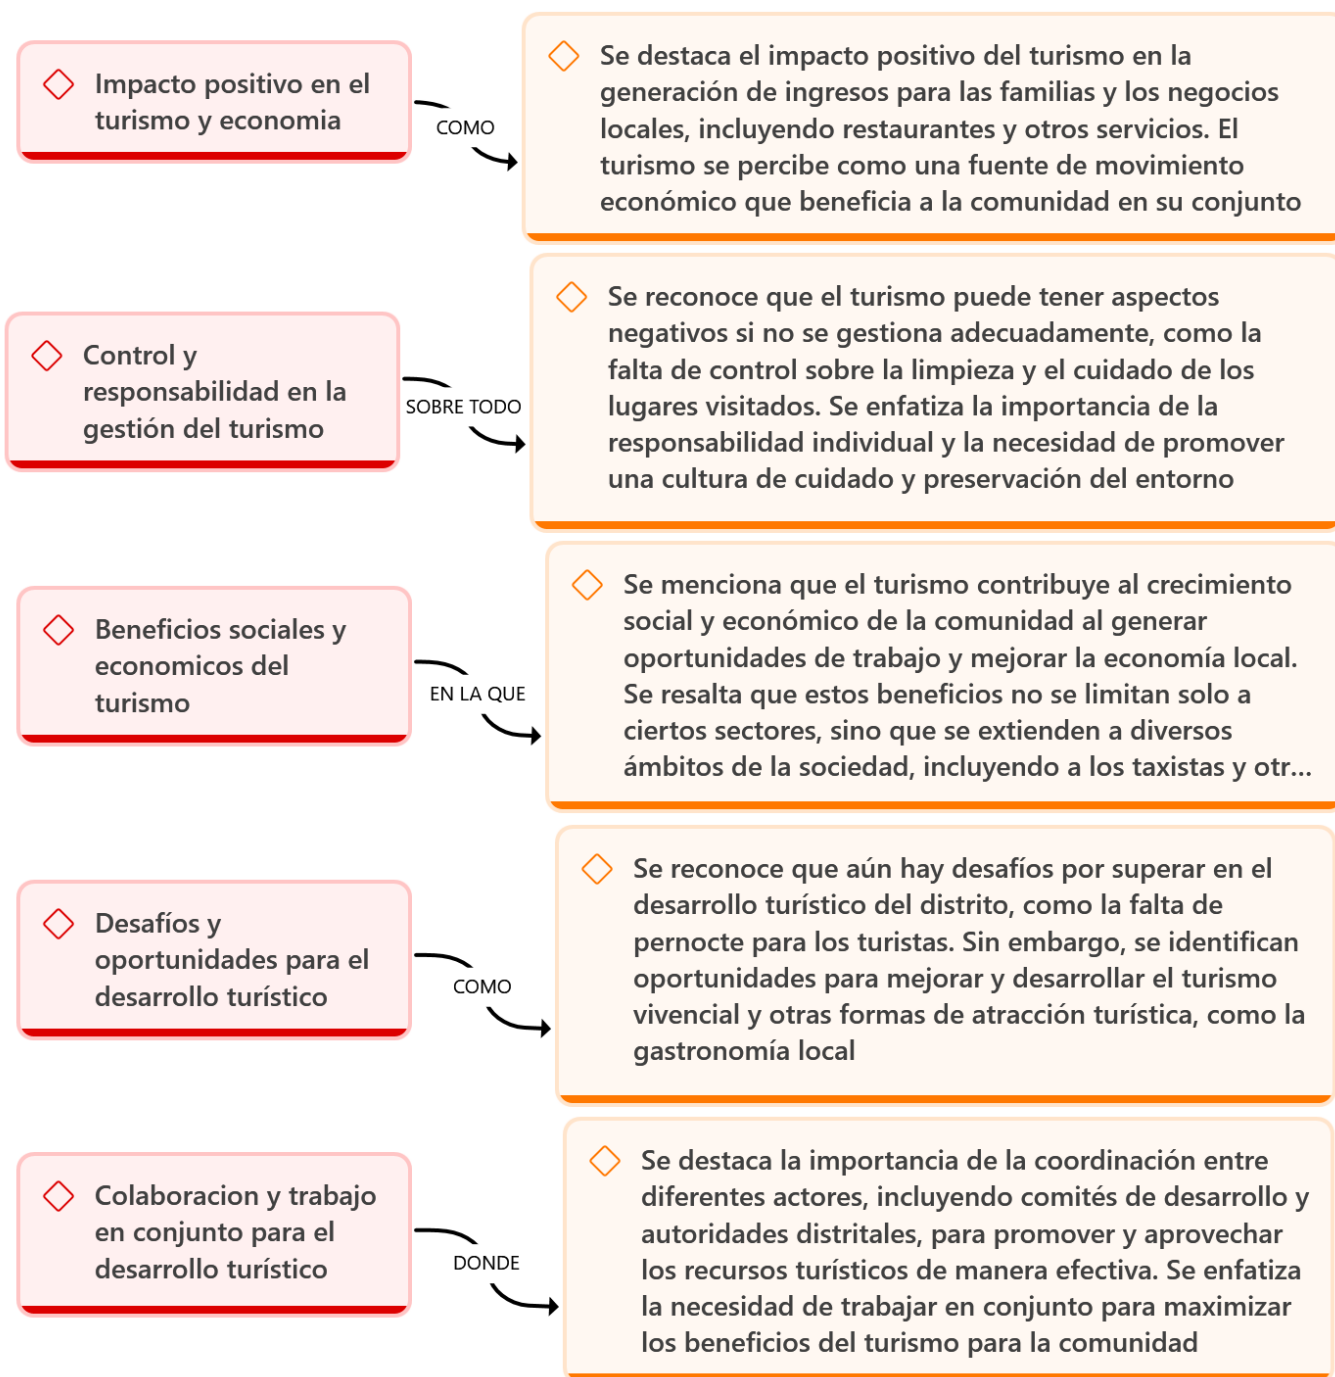 Impacto positivo en el
turismo y economia
COMO
Se destaca el impacto positivo del turismo en la
generación de ingresos para las familias y los negocios
locales, incluyendo restaurantes y otros servicios. El
turismo se percibe como una fuente de movimiento
económico que beneficia a la comunidad en su conjunto
Control y
responsabilidad en la
gestión del turismo
SOBRE TODO
Se reconoce que el turismo puede tener aspectos
negativos si no se gestiona adecuadamente, como la
falta de control sobre la limpieza y el cuidado de los
lugares visitados. Se enfatiza la importancia de la
responsabilidad individual y la necesidad de promover
una cultura de cuidado y preservación del entorno
Beneficios sociales y
economicos del
turismo
EN LA QUE
Se menciona que el turismo contribuye al crecimiento
social y económico de la comunidad al generar
oportunidades de trabajo y mejorar la economía local.
Se resalta que estos beneficios no se limitan solo a
ciertos sectores, sino que se extienden a diversos
ámbitos de la sociedad, incluyendo a los taxistas y otr...
Desafíos y
oportunidades para el
desarrollo turístico
COMO
Se reconoce que aún hay desafíos por superar en el
desarrollo turístico del distrito, como la falta de
pernocte para los turistas. Sin embargo, se identifican
oportunidades para mejorar y desarrollar el turismo
vivencial y otras formas de atracción turística, como la
gastronomía local
Colaboracion y trabajo
en conjunto para el
desarrollo turístico
DONDE
Se destaca la importancia de la coordinación entre
diferentes actores, incluyendo comités de desarrollo y
autoridades distritales, para promover y aprovechar
los recursos turísticos de manera efectiva. Se enfatiza
la necesidad de trabajar en conjunto para maximizar
los beneficios del turismo para la comunidad